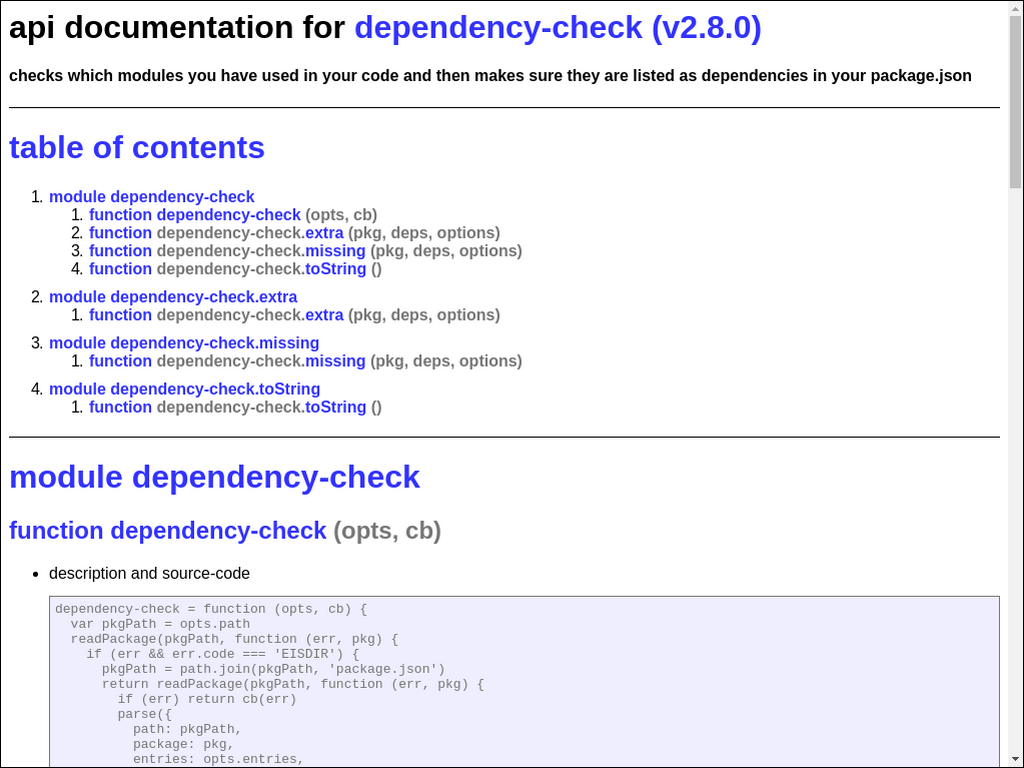 api documentation for dependency-check (v2.8.0)
checks which modules you have used in your code and then makes sure they are listed as dependencies in your package.json
table of contents
1. module dependency-check
1. function dependency-check (opts, cb)
2. function dependency-check.extra (pkg, deps, options)
3. function dependency-check.missing (pkg, deps, options)
4. function dependency-check.toString ()
2. module dependency-check.extra
1. function dependency-check.extra (pkg, deps, options)
3. module dependency-check.missing
1. function dependency-check.missing (pkg, deps, options)
4. module dependency-check.toString
1. function dependency-check.toString ()
module dependency-check
function dependency-check (opts, cb)
• description and source-code
dependency-check = function (opts, cb) {
  var pkgPath = opts.path
  readPackage(pkgPath, function (err, pkg) {
    if (err && err.code === 'EISDIR') {
      pkgPath = path.join(pkgPath, 'package.json')
      return readPackage(pkgPath, function (err, pkg) {
        if (err) return cb(err)
        parse({
          path: pkgPath,
          package: pkg,
          entries: opts.entries,